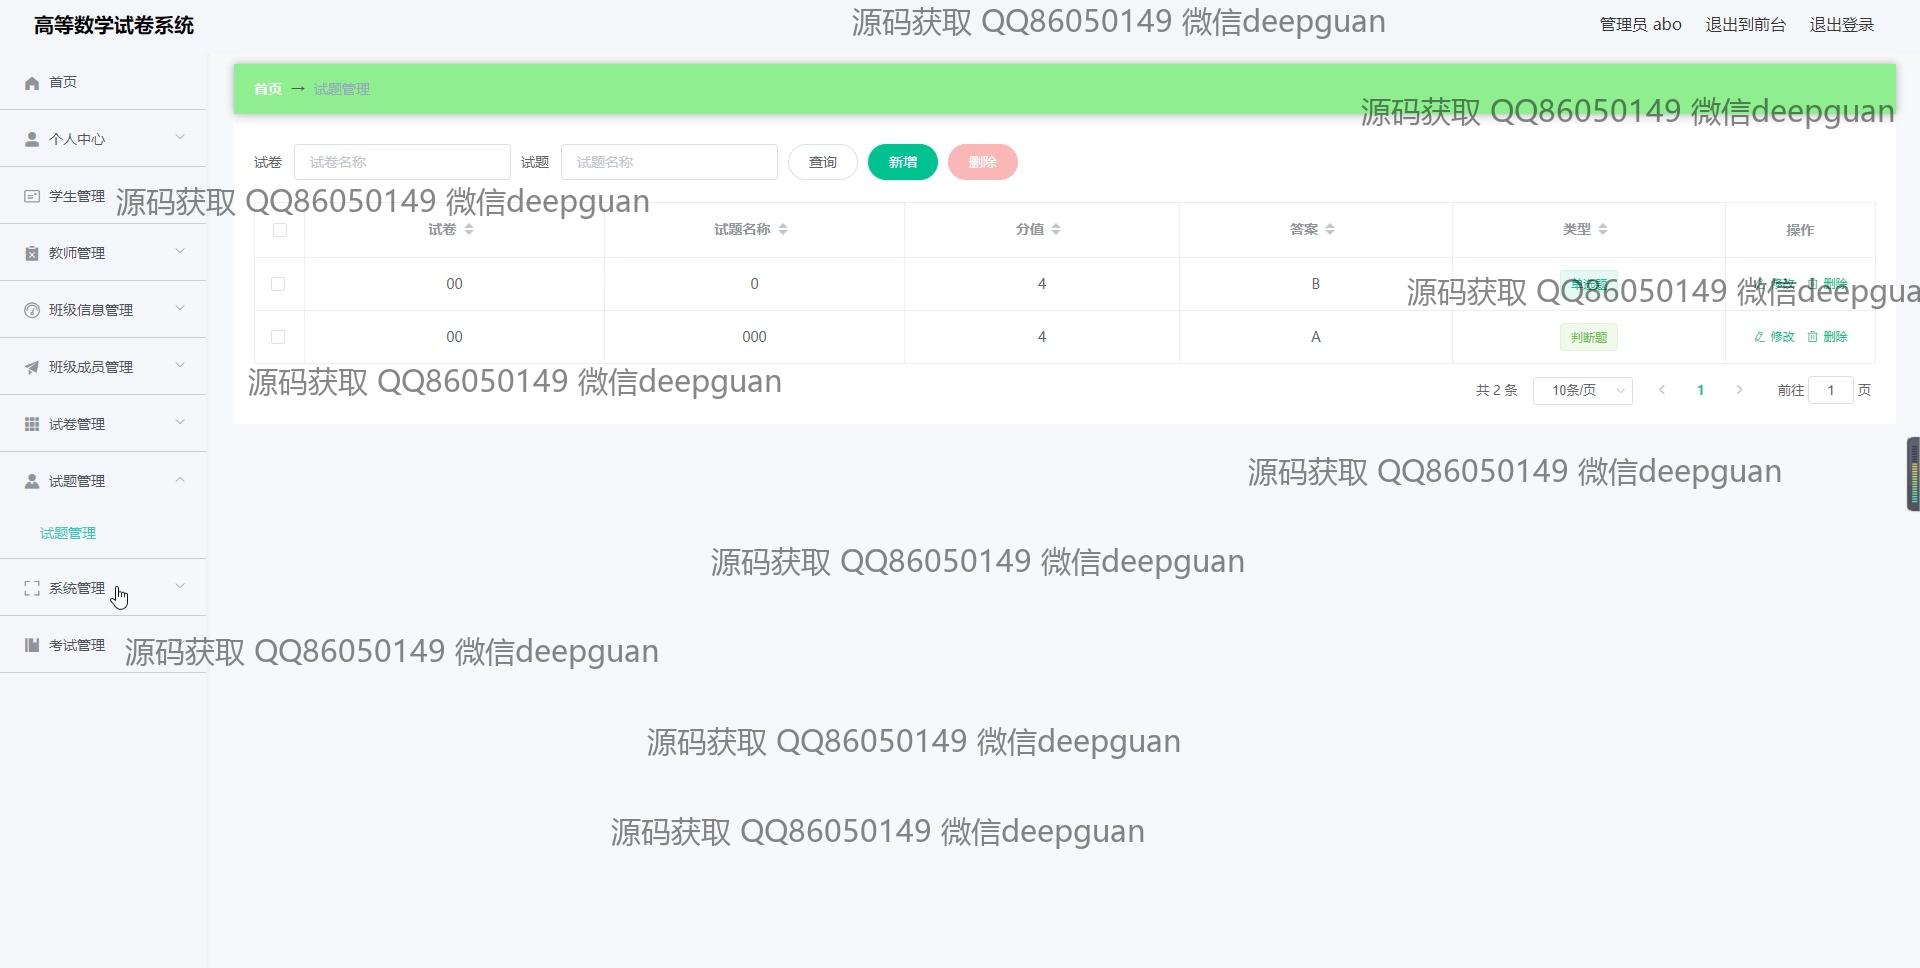 高等数学试卷系统
源码获取 QQ86050149 微信deepguan
管理员 abo 退出到前台 退出登录
首页
首页 → 试题管理
源码获取 QQ86050149 微信deepguan
个人中心
试卷 试卷名称 试题 试题名称 查询 新增 删除
学生管理
源码获取 QQ86050149 微信deepguan
试卷 试题名称 分值 答案 类型 操作
教师管理
00 0 4 B 单选题 修改 删除
源码获取 QQ86050149 微信deepgua
班级信息管理
00 000 4 A 判断题 修改 删除
班级成员管理
源码获取 QQ86050149 微信deepguan
共 2 条 10条/页 1 前往 1 页
试卷管理
源码获取 QQ86050149 微信deepguan
试题管理
试题管理
源码获取 QQ86050149 微信deepguan
系统管理
考试管理
源码获取 QQ86050149 微信deepguan
源码获取 QQ86050149 微信deepguan
源码获取 QQ86050149 微信deepguan